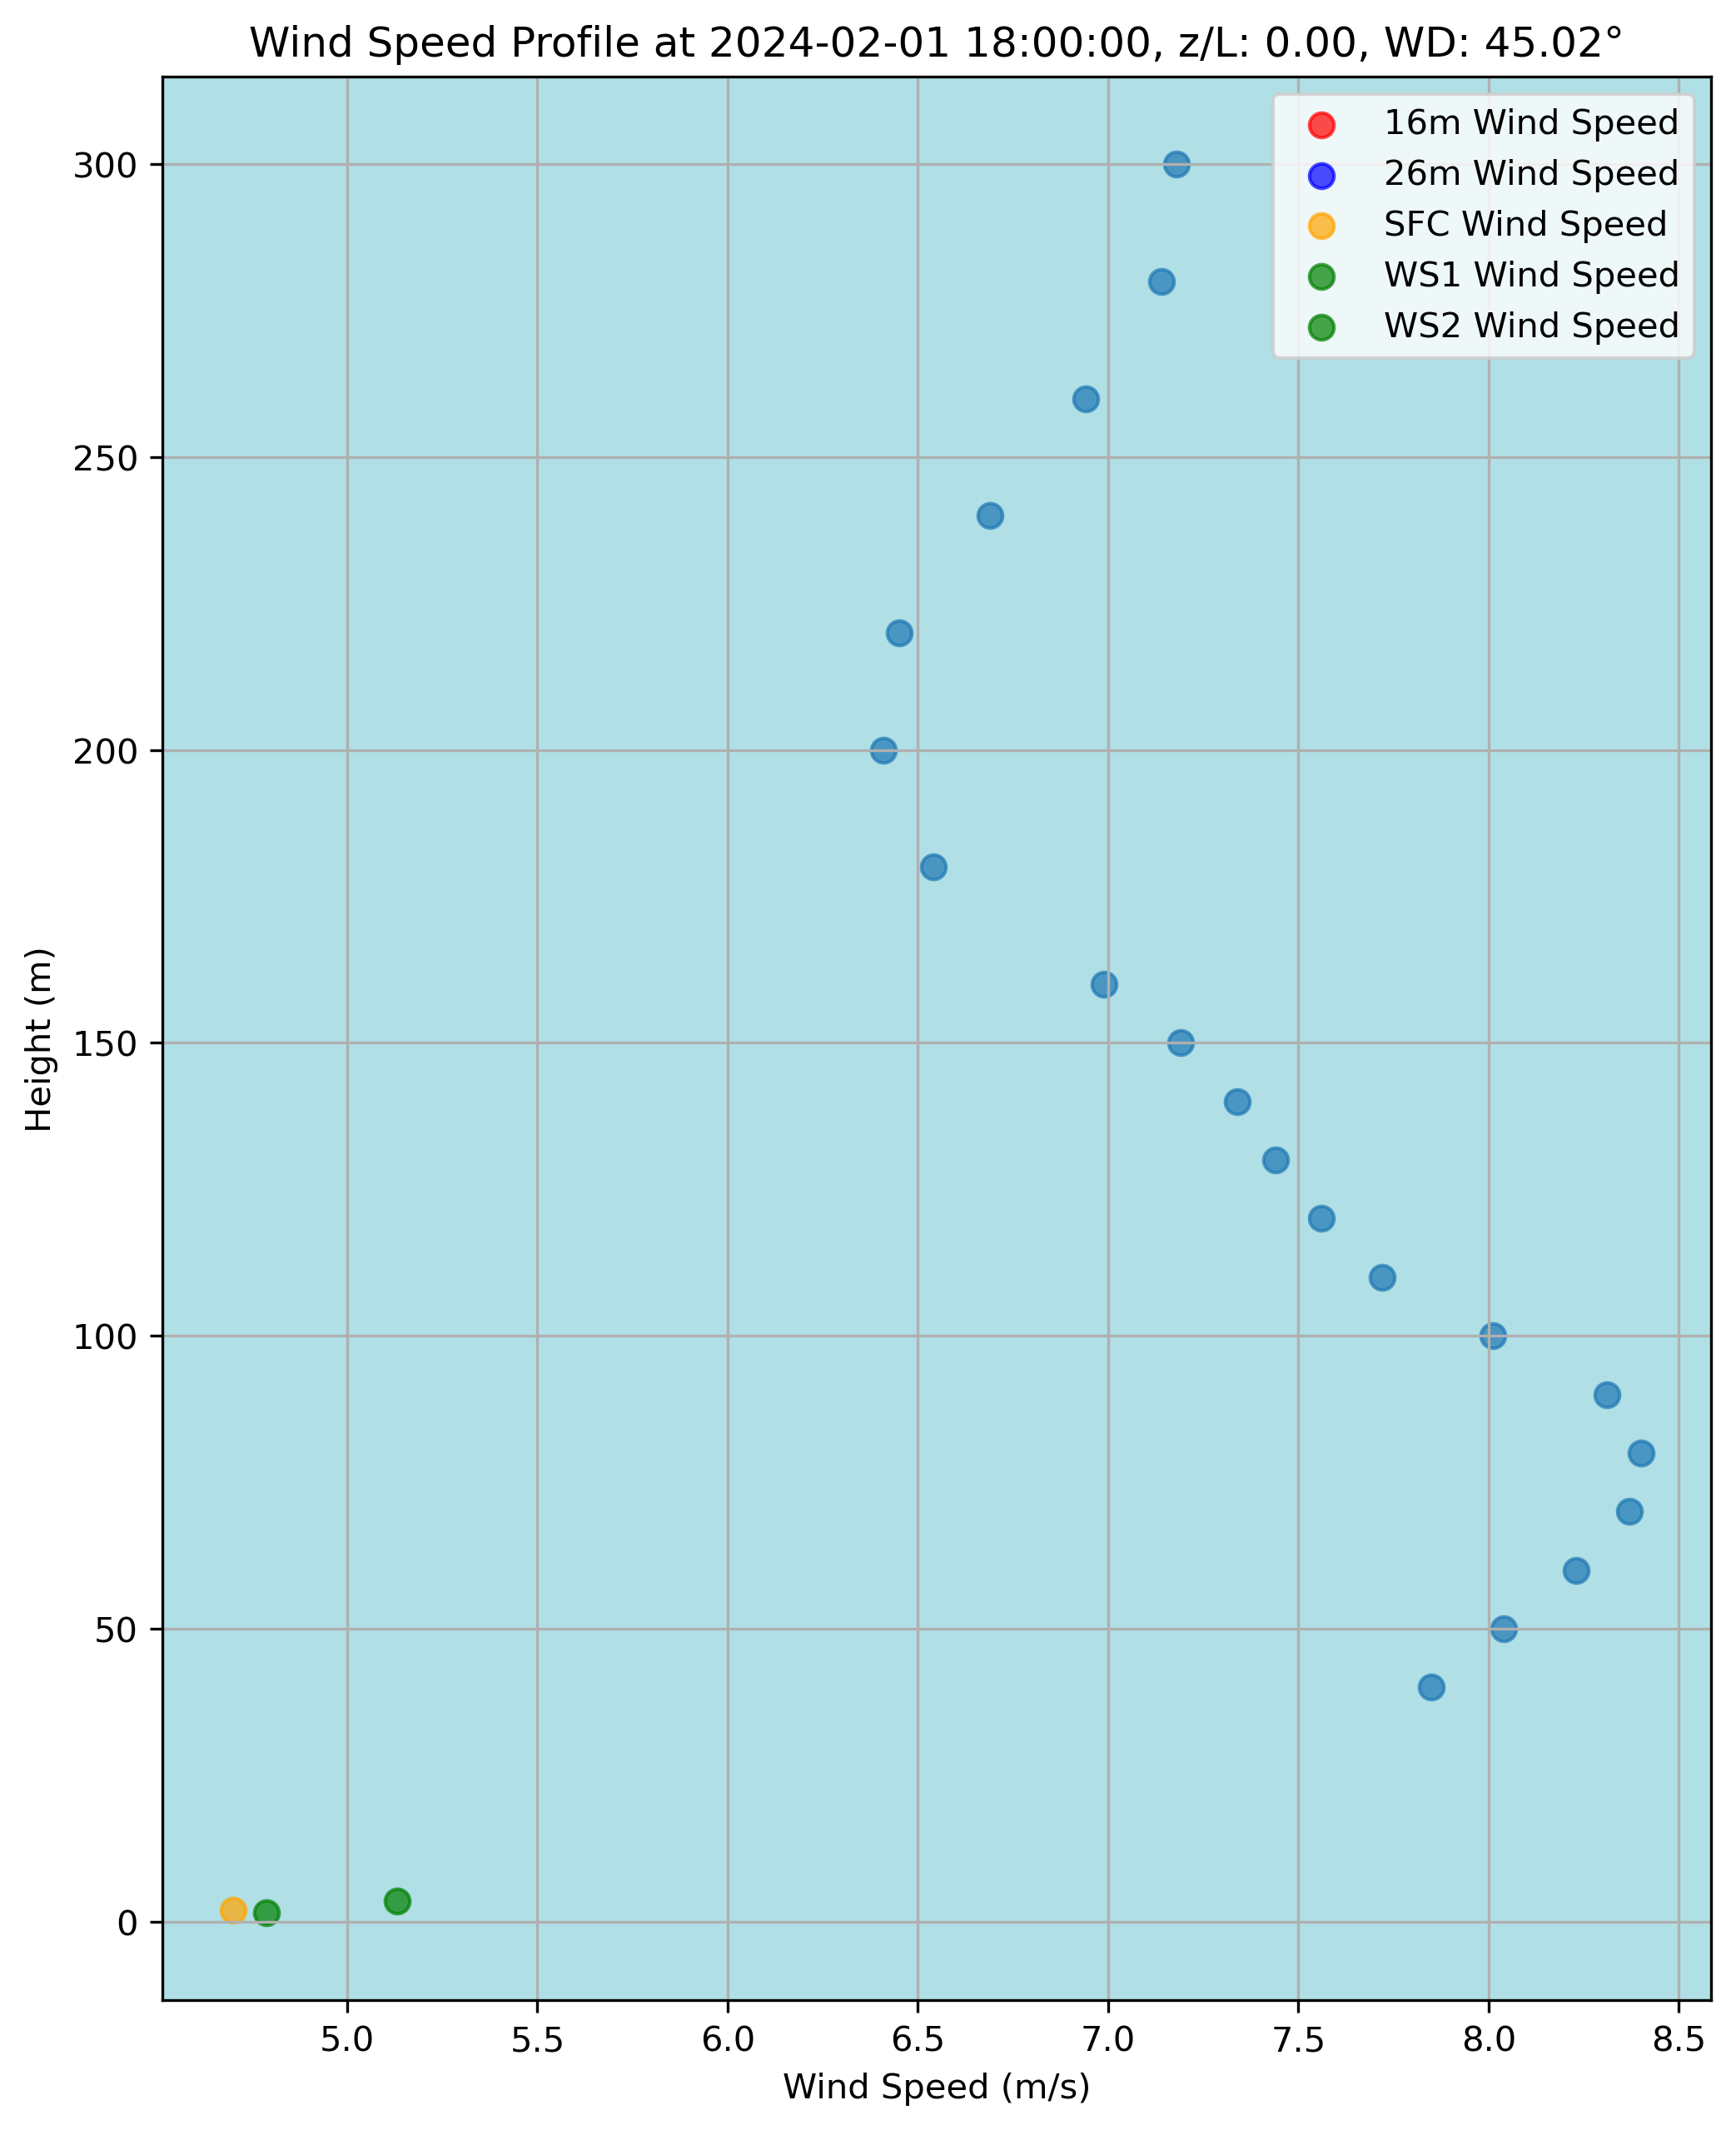 Wind Speed Profile at 2024-02-01 18:00:00, z/L: 0.00, WD: 45.02°
16m Wind Speed
26m Wind Speed
SFC Wind Speed
WS1 Wind Speed
WS2 Wind Speed
300
250
200
150
100
50
0
Height (m)
5.0 5.5 6.0 6.5 7.0 7.5 8.0 8.5
Wind Speed (m/s)